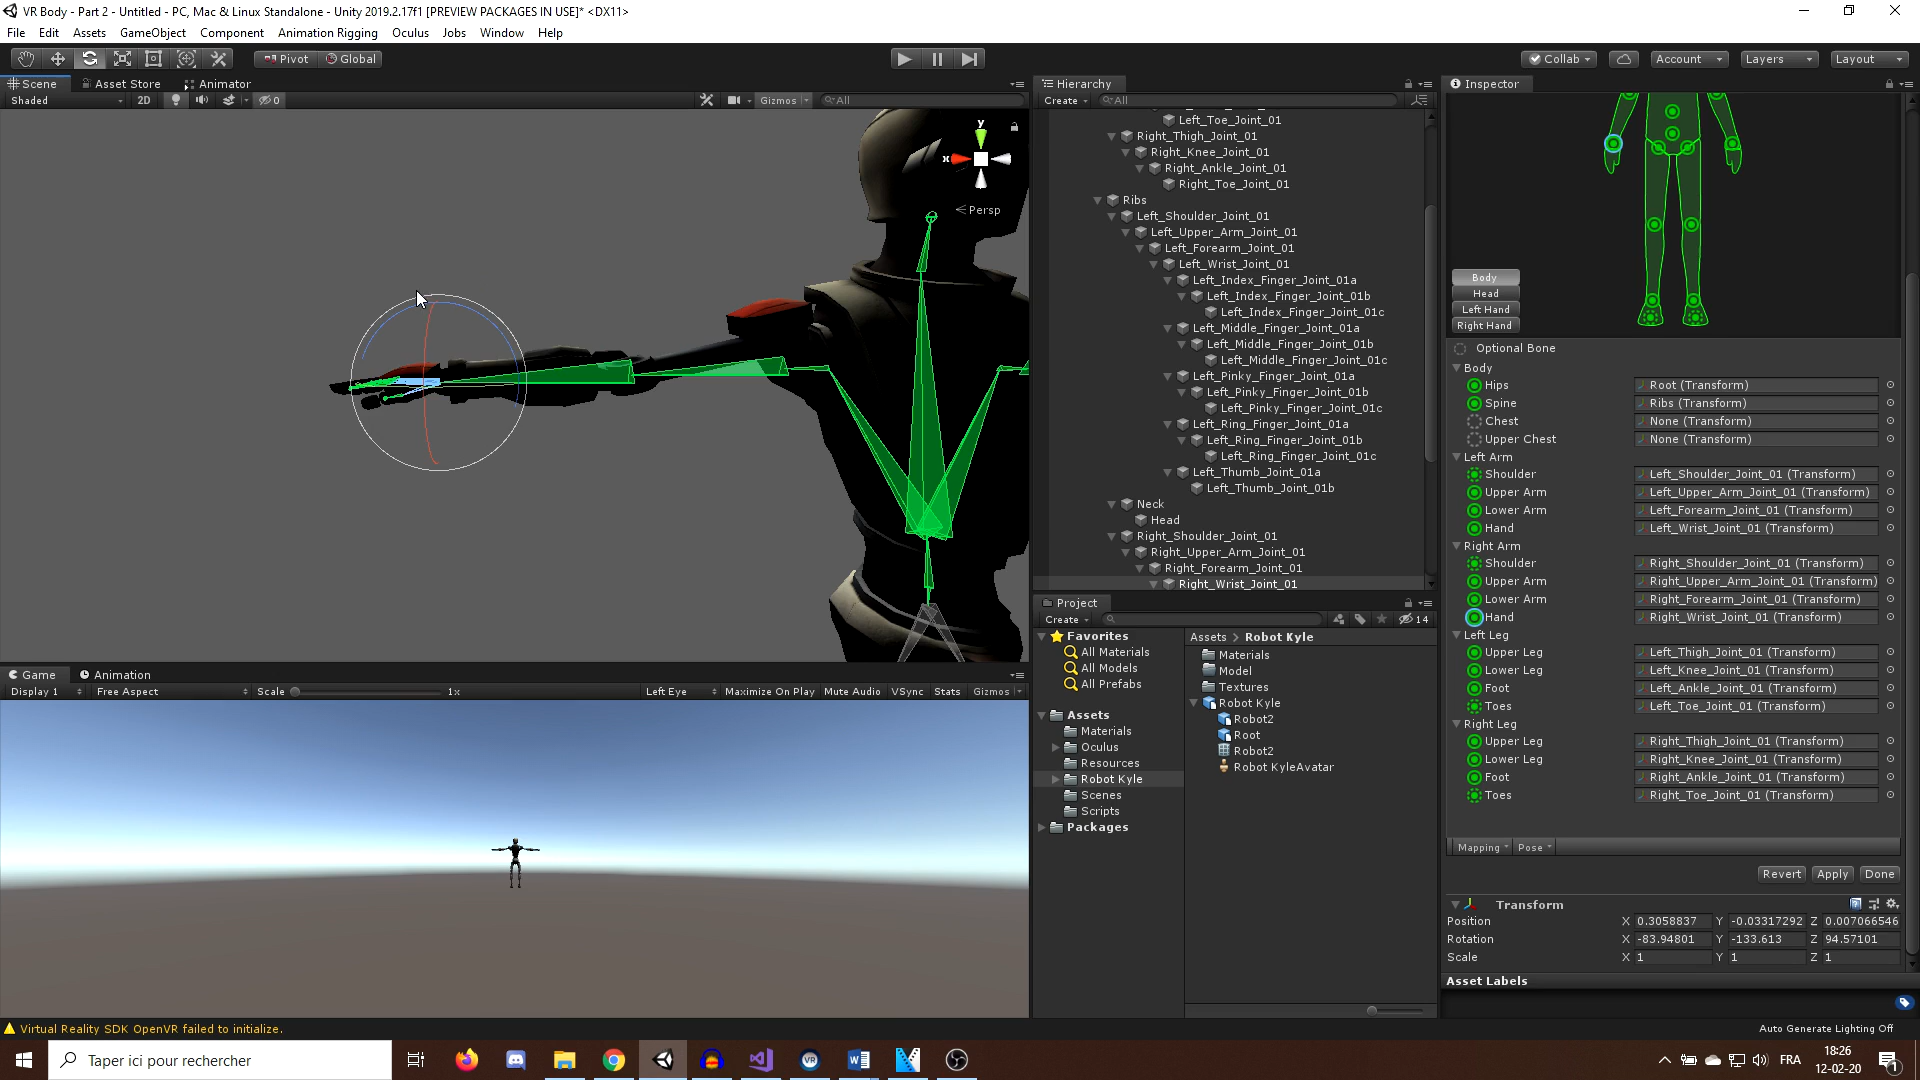 VR Body - Part 2 - Untitled - PC, Mac & Linux Standalone - Unity 2019.2.17f1 [PREVIEW PACKAGES IN USE]* <DX11>
File Edit Assets GameObject Component Animation Rigging Oculus Jobs Window Help
Pivot Global Collab Account Layers Layout
Scene Asset Store Animator
Shaded 2D 0 Gizmos All
y
x
Persp
Hierarchy
Create All
Left_Toe_Joint_01
Right_Thigh_Joint_01
Right_Knee_Joint_01
Right_Ankle_Joint_01
Right_Toe_Joint_01
Ribs
Left_Shoulder_Joint_01
Left_Upper_Arm_Joint_01
Left_Forearm_Joint_01
Left_Wrist_Joint_01
Left_Index_Finger_Joint_01a
Left_Index_Finger_Joint_01b
Left_Index_Finger_Joint_01c
Left_Middle_Finger_Joint_01a
Left_Middle_Finger_Joint_01b
Left_Middle_Finger_Joint_01c
Left_Pinky_Finger_Joint_01a
Left_Pinky_Finger_Joint_01b
Left_Pinky_Finger_Joint_01c
Left_Ring_Finger_Joint_01a
Left_Ring_Finger_Joint_01b
Left_Ring_Finger_Joint_01c
Left_Thumb_Joint_01a
Left_Thumb_Joint_01b
Neck
Head
Right_Shoulder_Joint_01
Right_Upper_Arm_Joint_01
Right_Forearm_Joint_01
Right_Wrist_Joint_01
Inspector
Body
Head
Left Hand
Right Hand
Optional Bone
Body
Hips Root (Transform)
Spine Ribs (Transform)
Chest None (Transform)
Upper Chest None (Transform)
Left Arm
Shoulder Left_Shoulder_Joint_01 (Transform)
Upper Arm Left_Upper_Arm_Joint_01 (Transform)
Lower Arm Left_Forearm_Joint_01 (Transform)
Hand Left_Wrist_Joint_01 (Transform)
Right Arm
Shoulder Right_Shoulder_Joint_01 (Transform)
Upper Arm Right_Upper_Arm_Joint_01 (Transform)
Lower Arm Right_Forearm_Joint_01 (Transform)
Hand Right_Wrist_Joint_01 (Transform)
Left Leg
Upper Leg Left_Thigh_Joint_01 (Transform)
Lower Leg Left_Knee_Joint_01 (Transform)
Foot Left_Ankle_Joint_01 (Transform)
Toes Left_Toe_Joint_01 (Transform)
Right Leg
Upper Leg Right_Thigh_Joint_01 (Transform)
Lower Leg Right_Knee_Joint_01 (Transform)
Foot Right_Ankle_Joint_01 (Transform)
Toes Right_Toe_Joint_01 (Transform)
Mapping Pose
Revert Apply Done
Transform
Position X 0.3058837 Y -0.03317292 Z 0.007066546
Rotation X -83.94801 Y -133.613 Z 94.57101
Scale X 1 Y 1 Z 1
Asset Labels
Project
Create 14
Favorites
All Materials
All Models
All Prefabs
Assets
Materials
Oculus
Resources
Robot Kyle
Scenes
Scripts
Packages
Assets > Robot Kyle
Materials
Model
Textures
Robot Kyle
Robot2
Root
Robot2
Robot KyleAvatar
Game Animation
Display 1 Free Aspect Scale 1x Left Eye Maximize On Play Mute Audio VSync Stats Gizmos
Virtual Reality SDK OpenVR failed to initialize.
Auto Generate Lighting Off
Taper ici pour rechercher
VR
FRA
18:26
12-02-20
1